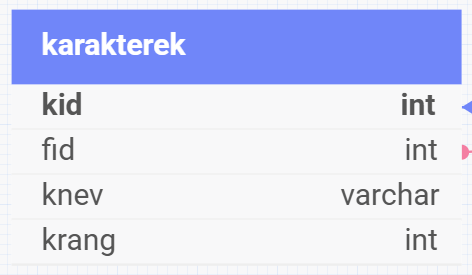 karakterek
kid int
fid int
knev varchar
krang int